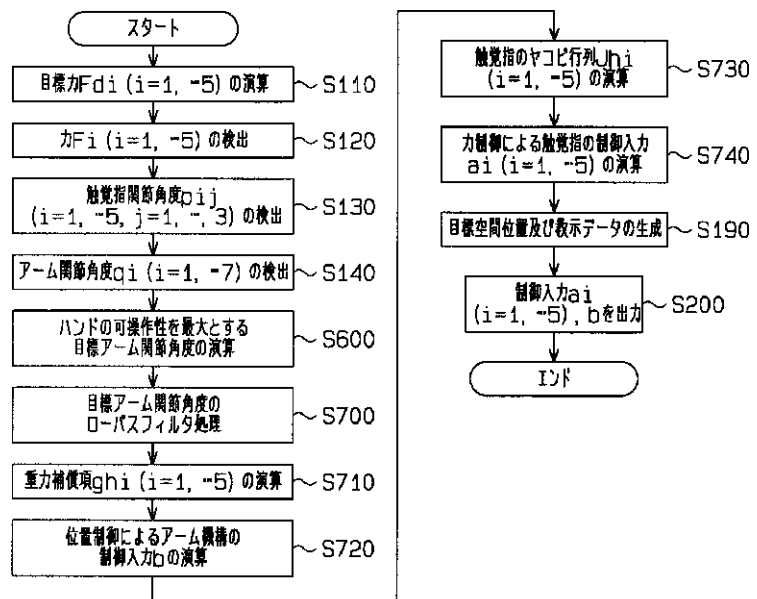 スタート
目標力Fdi (i=1, ‐5) の演算
S110
力Fi (i=1, ‐5) の検出
S120
触覚指関節角度pij
(i=1, ‐5, j=1, ‐, 3) の検出
S130
アーム関節角度qi (i=1, ‐7) の検出
S140
ハンドの可操作性を最大とする
目標アーム関節角度の演算
S600
目標アーム関節角度の
ローパスフィルタ処理
S700
重力補償項ghi (i=1, ‐5) の演算
S710
位置制御によるアーム機構の
制御入力bの演算
S720
触覚指のヤコビ行列Jhi
(i=1, ‐5) の演算
S730
力制御による触覚指の制御入力
ai (i=1, ‐5) の演算
S740
目標空間位置及び教示データの生成
S190
制御入力ai
(i=1, ‐5) , bを出力
S200
エンド